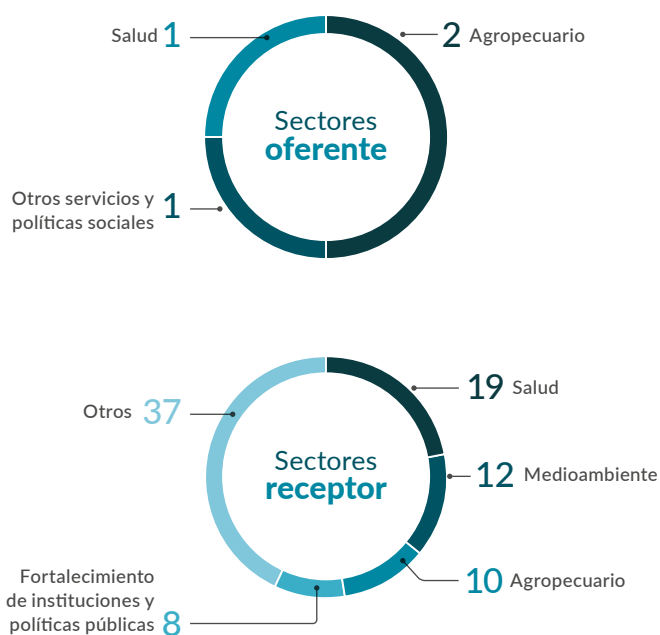 Salud 1
2 Agropecuario
Sectores
oferente
Otros servicios y
políticas sociales 1
19 Salud
Otros 37
Sectores
receptor
12 Medioambiente
Fortalecimiento
de instituciones y
políticas públicas 8
10 Agropecuario